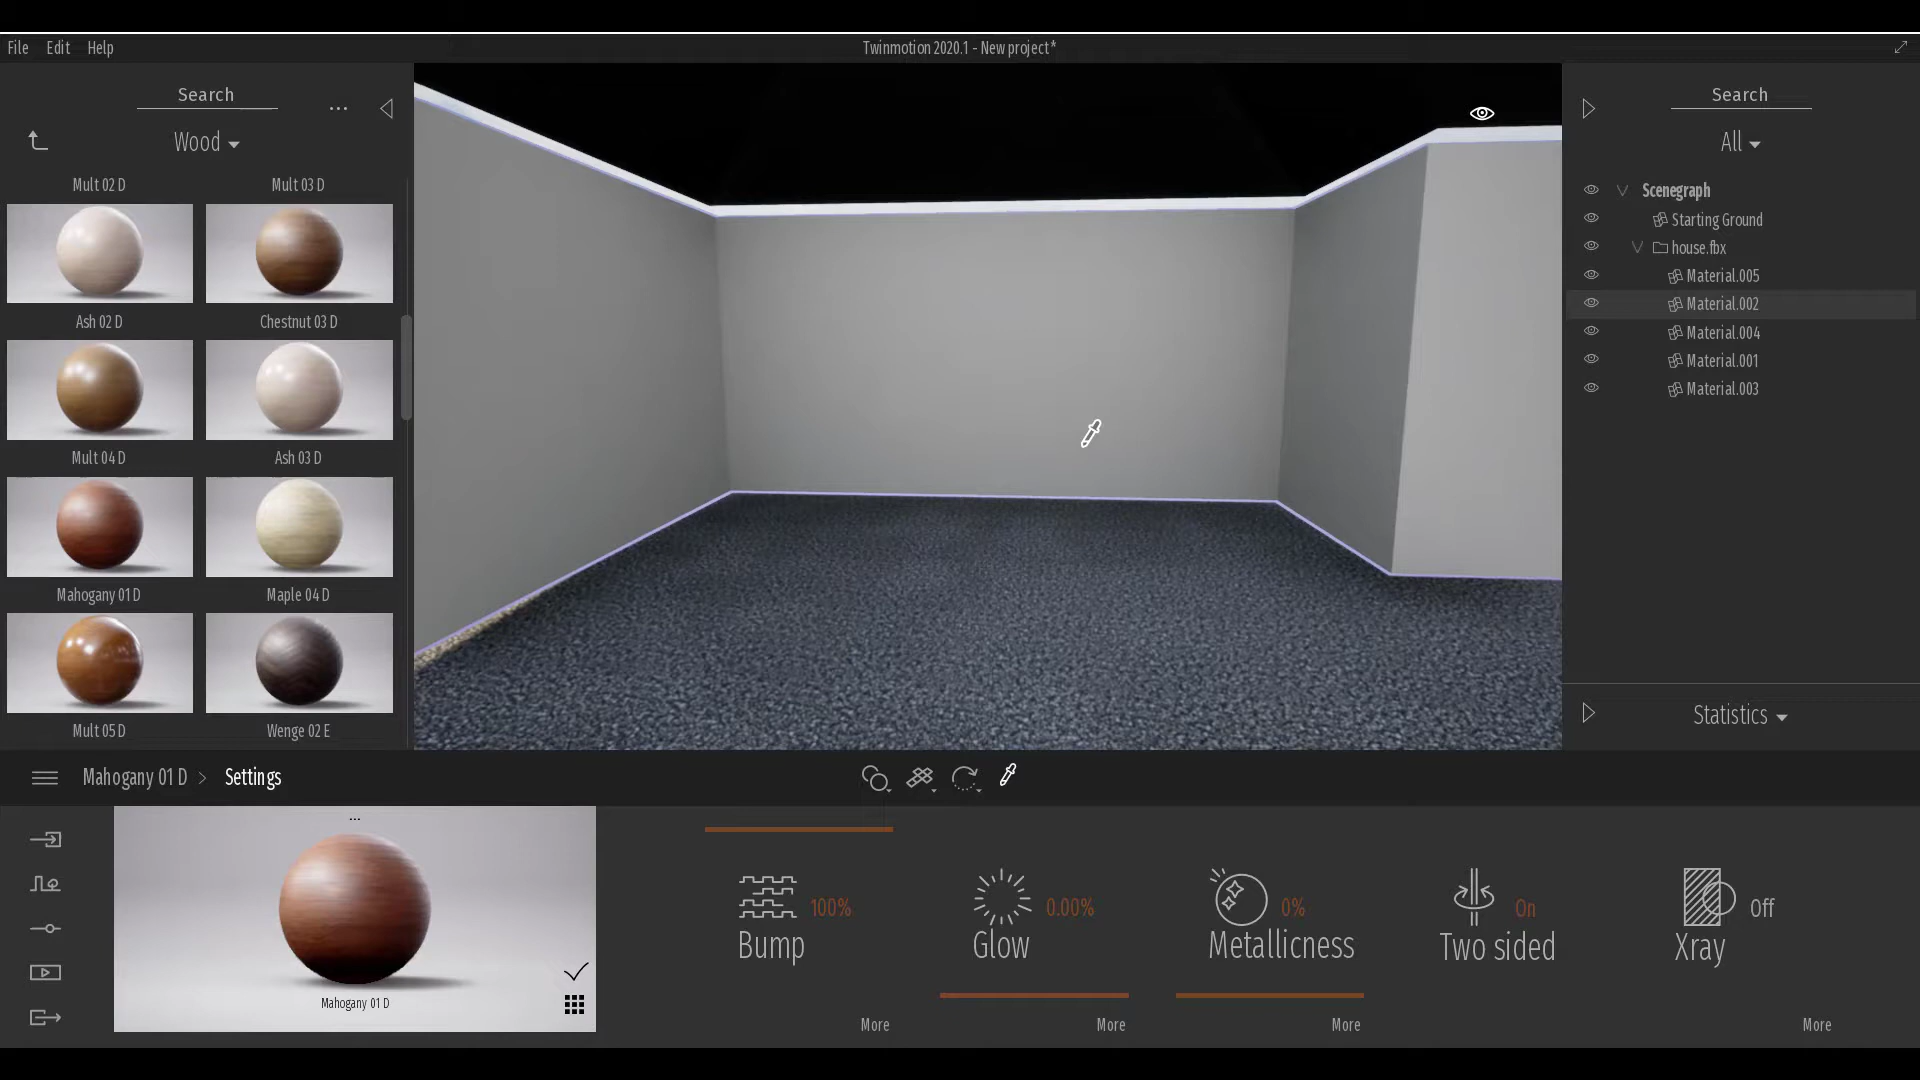 File Edit Help
Twinmotion 2020.1 - New project*
Search
...
Wood
Mult 02 D
Mult 03 D
Ash 02 D
Chestnut 03 D
Mult 04 D
Ash 03 D
Mahogany 01 D
Maple 04 D
Mult 05 D
Wenge 02 E
Search
All
Scenegraph
Starting Ground
house.fbx
Material.005
Material.002
Material.004
Material.001
Material.003
Statistics
Mahogany 01 D > Settings
...
Mahogany 01 D
100%
Bump
More
0.00%
Glow
More
0%
Metallicness
More
On
Two sided
Off
Xray
More